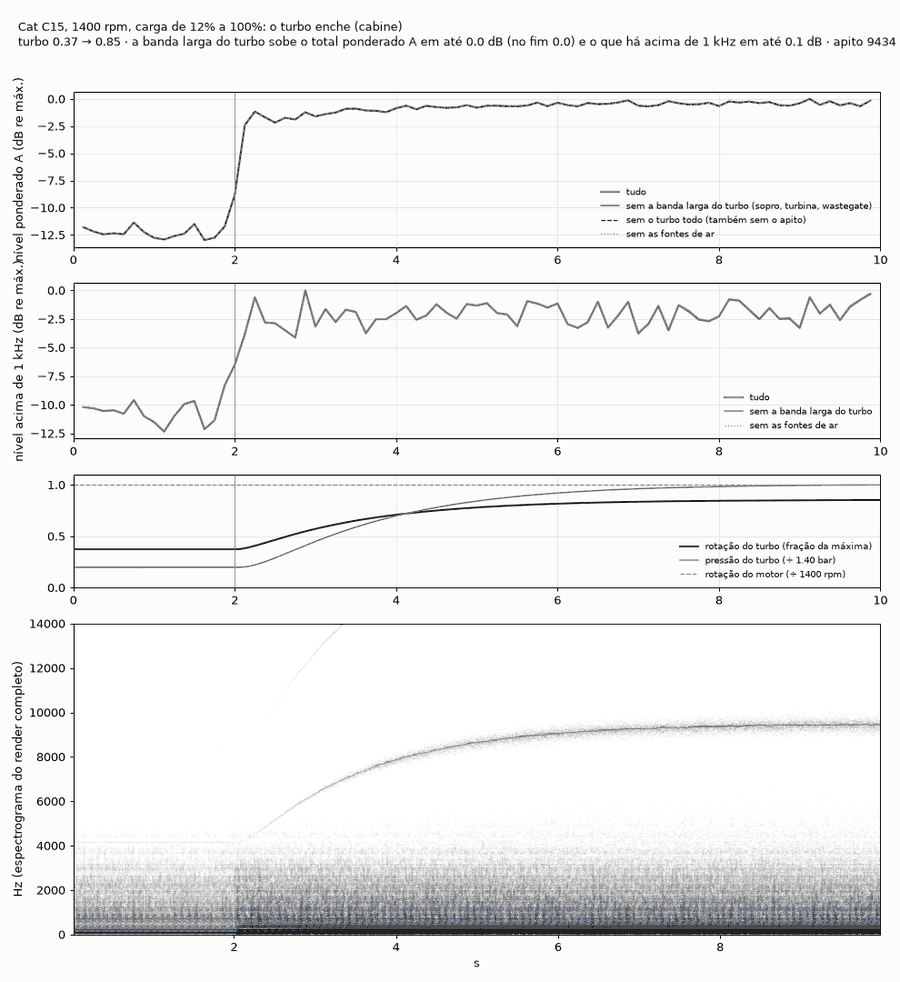 Cat C15, 1400 rpm, carga de 12% a 100%: o turbo enche (cabine)
turbo 0.37 → 0.85 · a banda larga do turbo sobe o total ponderado A em até 0.0 dB (no fim 0.0) e o que há acima de 1 kHz em até 0.1 dB · apito 9434
nível ponderado A (dB re máx.)
0.0
−2.5
−5.0
−7.5
−10.0
−12.5
tudo
sem a banda larga do turbo (sopro, turbina, wastegate)
sem o turbo todo (também sem o apito)
sem as fontes de ar
0 2 4 6 8 10
nível acima de 1 kHz (dB re máx.)
0.0
−2.5
−5.0
−7.5
−10.0
−12.5
tudo
sem a banda larga do turbo
sem as fontes de ar
0 2 4 6 8 10
1.0
0.5
0.0
rotação do turbo (fração da máxima)
pressão do turbo (÷ 1.40 bar)
rotação do motor (÷ 1400 rpm)
0 2 4 6 8 10
Hz (espectrograma do render completo)
14000
12000
10000
8000
6000
4000
2000
0
2 4 6 8
s